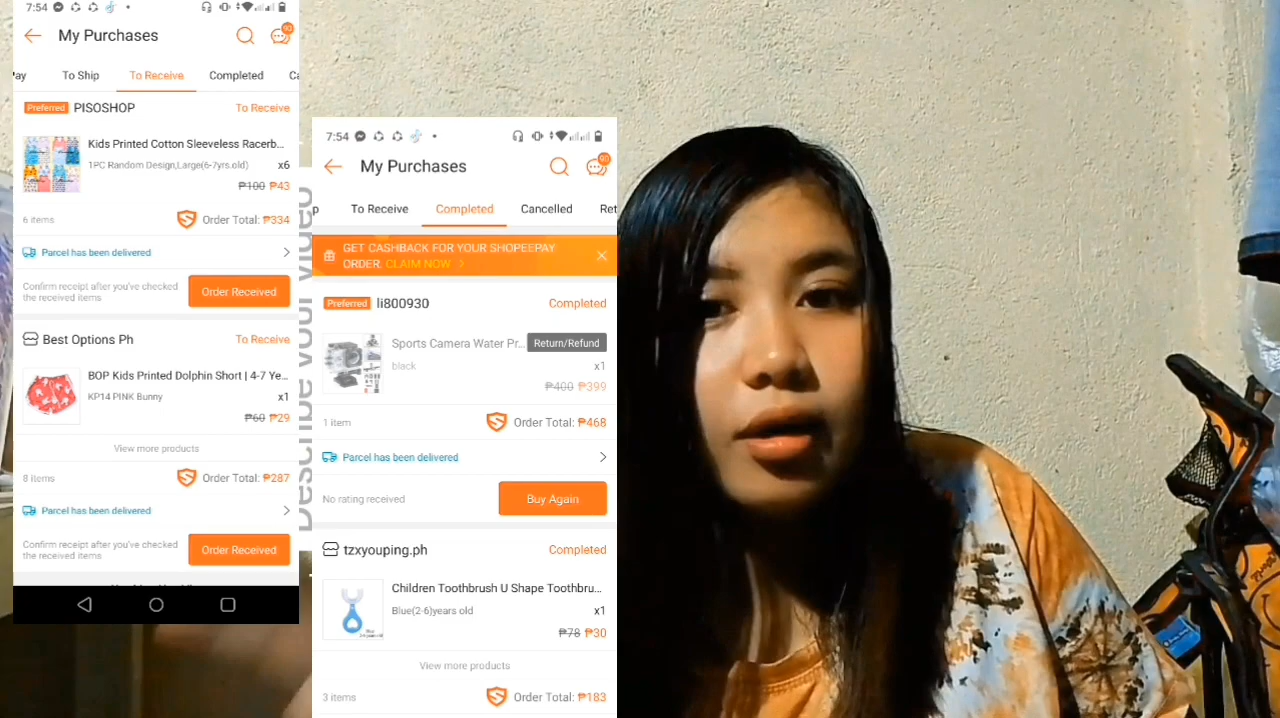 7:54
My Purchases
90
Pay
To Ship
To Receive
Completed
Ca
Preferred PISOSHOP
To Receive
Kids Printed Cotton Sleeveless Racerb...
1PC Random Design,Large(6-7yrs.old)
x6
₱100 ₱43
6 items
Order Total: ₱334
Parcel has been delivered
Confirm receipt after you've checked
the received items
Order Received
Best Options Ph
To Receive
BOP Kids Printed Dolphin Short | 4-7 Ye...
KP14 PINK Bunny
x1
₱60 ₱29
View more products
8 items
Order Total: ₱287
Parcel has been delivered
Confirm receipt after you've checked
the received items
Order Received
Describe your video
7:54
My Purchases
90
p
To Receive
Completed
Cancelled
Ret
GET CASHBACK FOR YOUR SHOPEEPAY
ORDER. CLAIM NOW >
Preferred li800930
Completed
Sports Camera Water Pr...
Return/Refund
black
x1
₱400 ₱399
1 item
Order Total: ₱468
Parcel has been delivered
No rating received
Buy Again
tzxyouping.ph
Completed
Children Toothbrush U Shape Toothbru...
Blue(2-6)years old
x1
₱78 ₱30
View more products
3 items
Order Total: ₱183